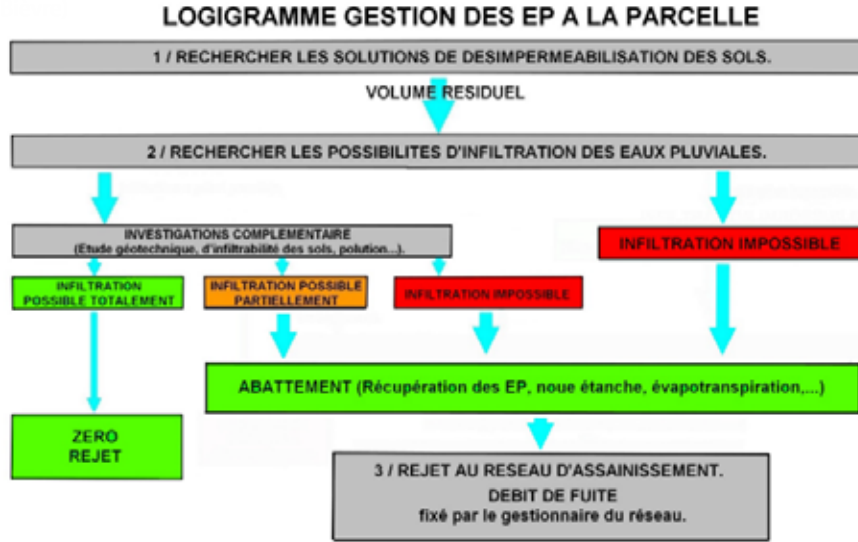 LOGIGRAMME GESTION DES EP A LA PARCELLE
1 / RECHERCHER LES SOLUTIONS DE DESIMPERMEABILISATION DES SOLS.
VOLUME RESIDUEL
2 / RECHERCHER LES POSSIBILITES D'INFILTRATION DES EAUX PLUVIALES.
INVESTIGATIONS COMPLEMENTAIRE
(Etude géotechnique, d'infiltrabilité des sols, polution...).
INFILTRATION IMPOSSIBLE
INFILTRATION
POSSIBLE TOTALEMENT
INFILTRATION POSSIBLE
PARTIELLEMENT
INFILTRATION IMPOSSIBLE
ABATTEMENT (Récupération des EP, noue étanche, évapotranspiration,...)
ZERO
REJET
3 / REJET AU RESEAU D'ASSAINISSEMENT.
DEBIT DE FUITE
fixé par le gestionnaire du réseau.